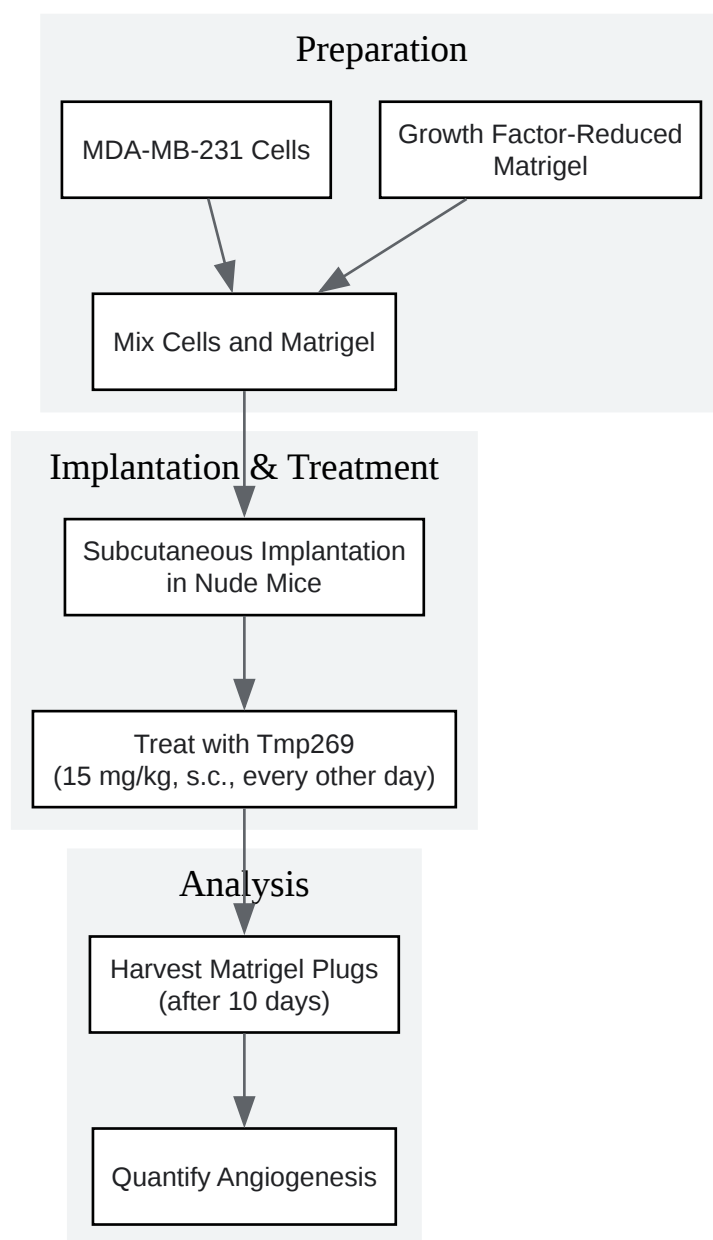 Preparation
MDA-MB-231 Cells
Growth Factor-Reduced
Matrigel
Mix Cells and Matrigel
Implantation & Treatment
Subcutaneous Implantation
in Nude Mice
Treat with Tmp269
(15 mg/kg, s.c., every other day)
Analysis
Harvest Matrigel Plugs
(after 10 days)
Quantify Angiogenesis